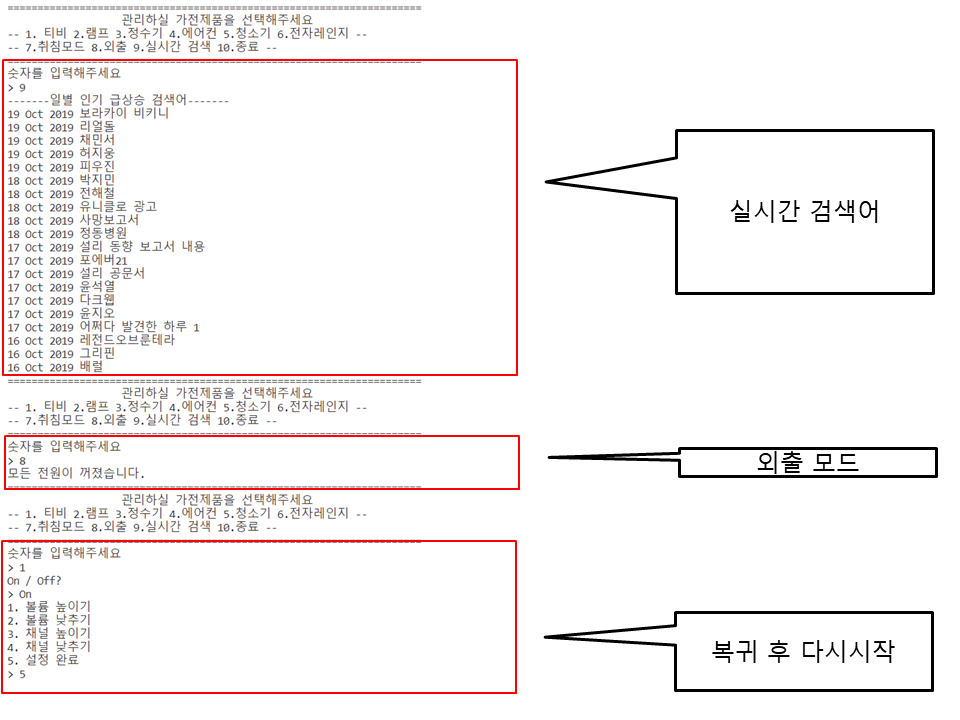 =====================================================================
관리하실 가전제품을 선택해주세요
-- 1. 티비 2.램프 3.정수기 4.에어컨 5.청소기 6.전자레인지 --
-- 7.취침모드 8.외출 9.실시간 검색 10.종료 --
=====================================================================
숫자를 입력해주세요
> 9
-------일별 인기 급상승 검색어-------
19 Oct 2019 보라카이 비키니
19 Oct 2019 리얼돌
19 Oct 2019 채민서
19 Oct 2019 허지웅
19 Oct 2019 피우진
18 Oct 2019 박지민
18 Oct 2019 전해철
18 Oct 2019 유니클로 광고
18 Oct 2019 사망보고서
18 Oct 2019 정동병원
17 Oct 2019 설리 동향 보고서 내용
17 Oct 2019 포에버21
17 Oct 2019 설리 공문서
17 Oct 2019 윤석열
17 Oct 2019 다크웹
17 Oct 2019 윤지오
17 Oct 2019 어쩌다 발견한 하루 1
16 Oct 2019 레전드오브룬테라
16 Oct 2019 그리핀
16 Oct 2019 배럴
실시간 검색어
=====================================================================
관리하실 가전제품을 선택해주세요
-- 1. 티비 2.램프 3.정수기 4.에어컨 5.청소기 6.전자레인지 --
-- 7.취침모드 8.외출 9.실시간 검색 10.종료 --
=====================================================================
숫자를 입력해주세요
> 8
모든 전원이 꺼졌습니다.
외출 모드
=====================================================================
관리하실 가전제품을 선택해주세요
-- 1. 티비 2.램프 3.정수기 4.에어컨 5.청소기 6.전자레인지 --
-- 7.취침모드 8.외출 9.실시간 검색 10.종료 --
=====================================================================
숫자를 입력해주세요
> 1
On / Off?
> On
1. 볼륨 높이기
2. 볼륨 낮추기
3. 채널 높이기
4. 채널 낮추기
5. 설정 완료
> 5
복귀 후 다시시작